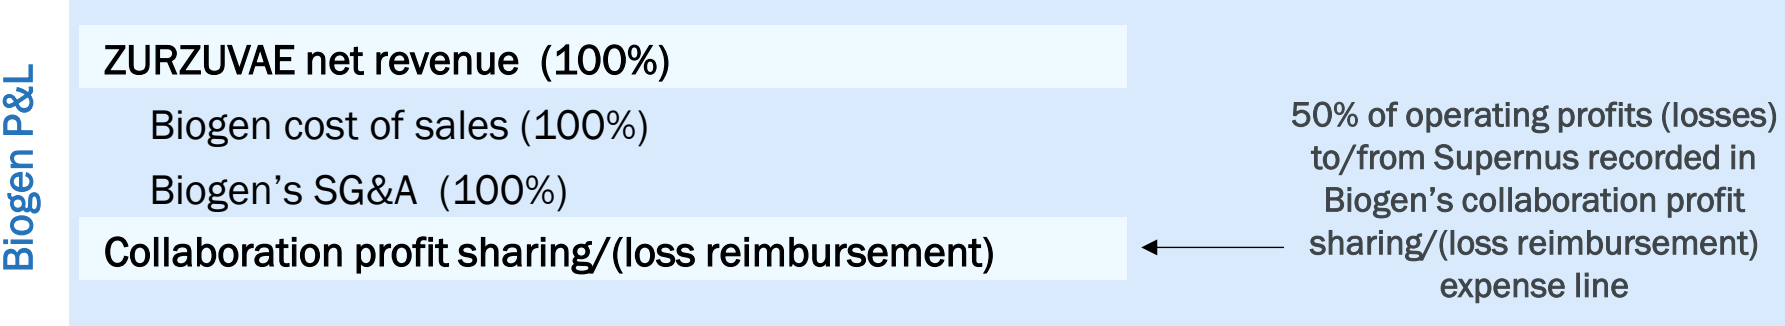 Biogen P&L
ZURZUVAE net revenue (100%)
Biogen cost of sales (100%)
Biogen’s SG&A (100%)
Collaboration profit sharing/(loss reimbursement)
50% of operating profits (losses)
to/from Supernus recorded in
Biogen’s collaboration profit
sharing/(loss reimbursement)
expense line